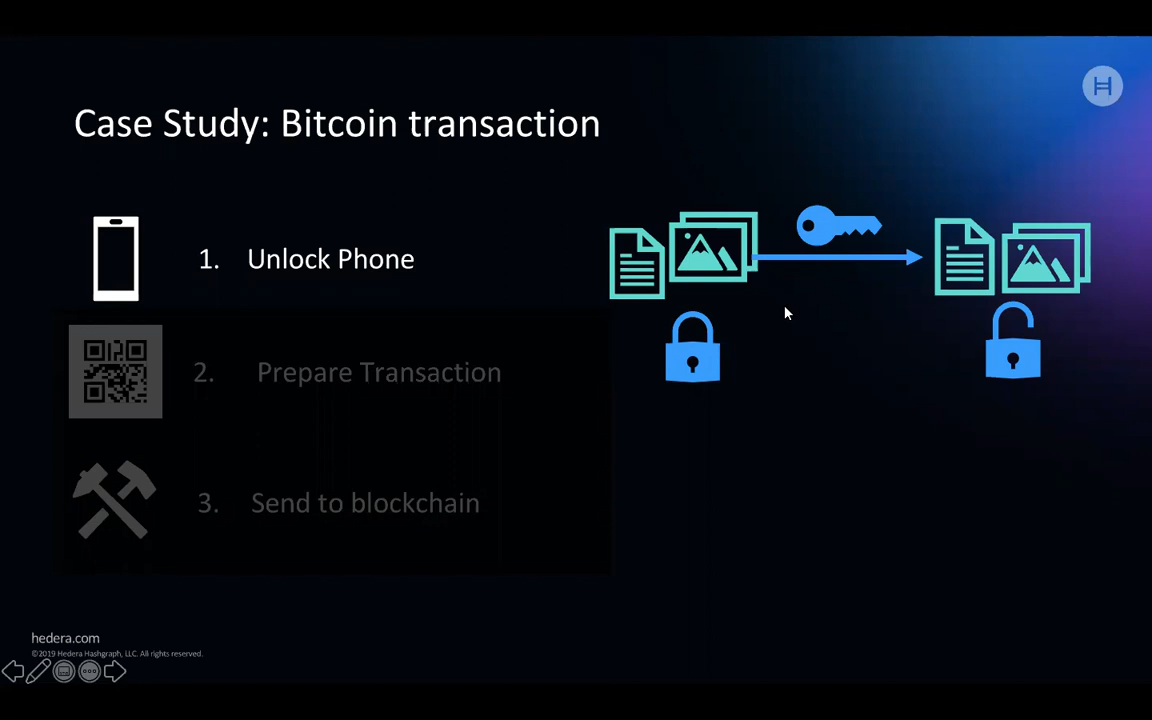 Case Study: Bitcoin transaction
1. Unlock Phone
2. Prepare Transaction
3. Send to blockchain
hedera.com
©2019 Hedera Hashgraph, LLC. All rights reserved.